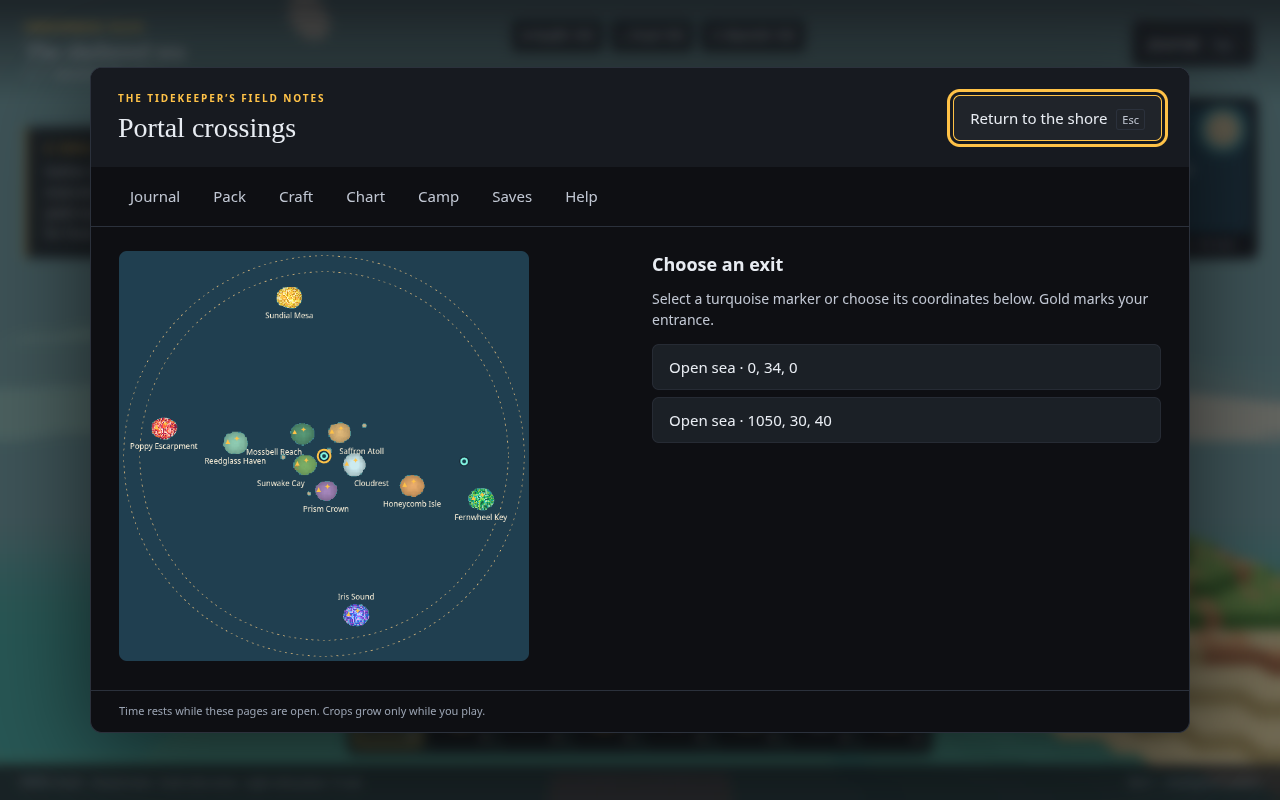 THE TIDEKEEPER’S FIELD NOTES
Portal crossings
Return to the shore Esc
Journal Pack Craft Chart Camp Saves Help
Sundial Mesa
Poppy Escarpment
Mossbell Reach
Saffron Atoll
Reedglass Haven
Sunwake Cay
Cloudrest
Prism Crown
Honeycomb Isle
Fernwheel Key
Iris Sound
Choose an exit
Select a turquoise marker or choose its coordinates below. Gold marks your
entrance.
Open sea · 0, 34, 0
Open sea · 1050, 30, 40
Time rests while these pages are open. Crops grow only while you play.